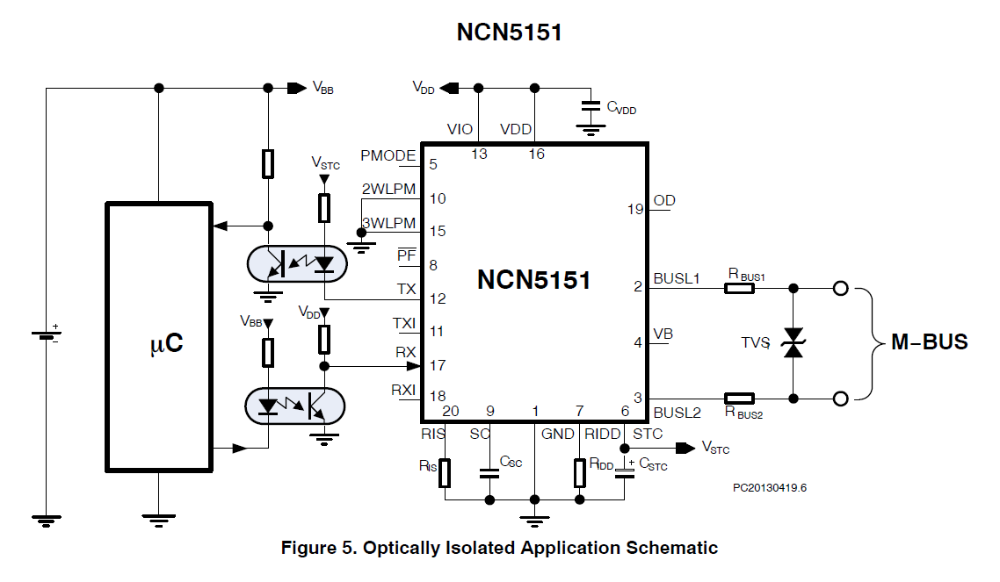 NCN5151
VBB
VDD
CVDD
VIO
VDD
13
16
PMODE
5
VSTC
2WLPM
10
OD
19
3WLPM
15
PF
8
NCN5151
RBUS1
BUSL1
2
TX
12
VBB
VDD
TXI
11
VB
4
TVS
M−BUS
+
-
µC
RX
17
RXI
18
3
BUSL2
RBUS2
20
9
1
7
6
RIS
SC
GND
RIDD
STC
VSTC
RIS
CSC
RIDD
+
CSTC
PC20130419.6
Figure 5. Optically Isolated Application Schematic